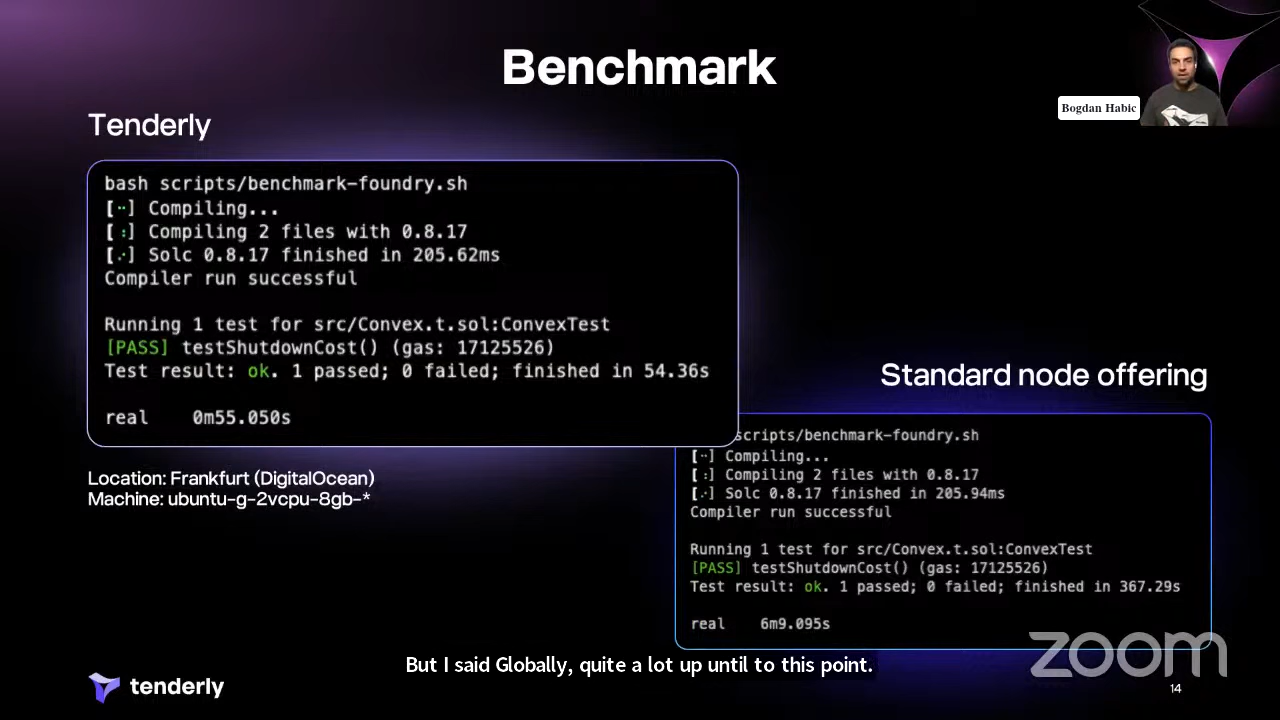 Benchmark
Bogdan Habic
Tenderly
bash scripts/benchmark-foundry.sh
[⠒] Compiling...
[⠆] Compiling 2 files with 0.8.17
[⠔] Solc 0.8.17 finished in 205.62ms
Compiler run successful
Running 1 test for src/Convex.t.sol:ConvexTest
[PASS] testShutdownCost() (gas: 17125526)
Test result: ok. 1 passed; 0 failed; finished in 54.36s
real 0m55.050s
Location: Frankfurt (DigitalOcean)
Machine: ubuntu-g-2vcpu-8gb-*
Standard node offering
scripts/benchmark-foundry.sh
[⠒] Compiling...
[⠆] Compiling 2 files with 0.8.17
[⠔] Solc 0.8.17 finished in 205.94ms
Compiler run successful
Running 1 test for src/Convex.t.sol:ConvexTest
[PASS] testShutdownCost() (gas: 17125526)
Test result: ok. 1 passed; 0 failed; finished in 367.29s
real 6m9.095s
But I said Globally, quite a lot up until to this point.
zoom
tenderly
14